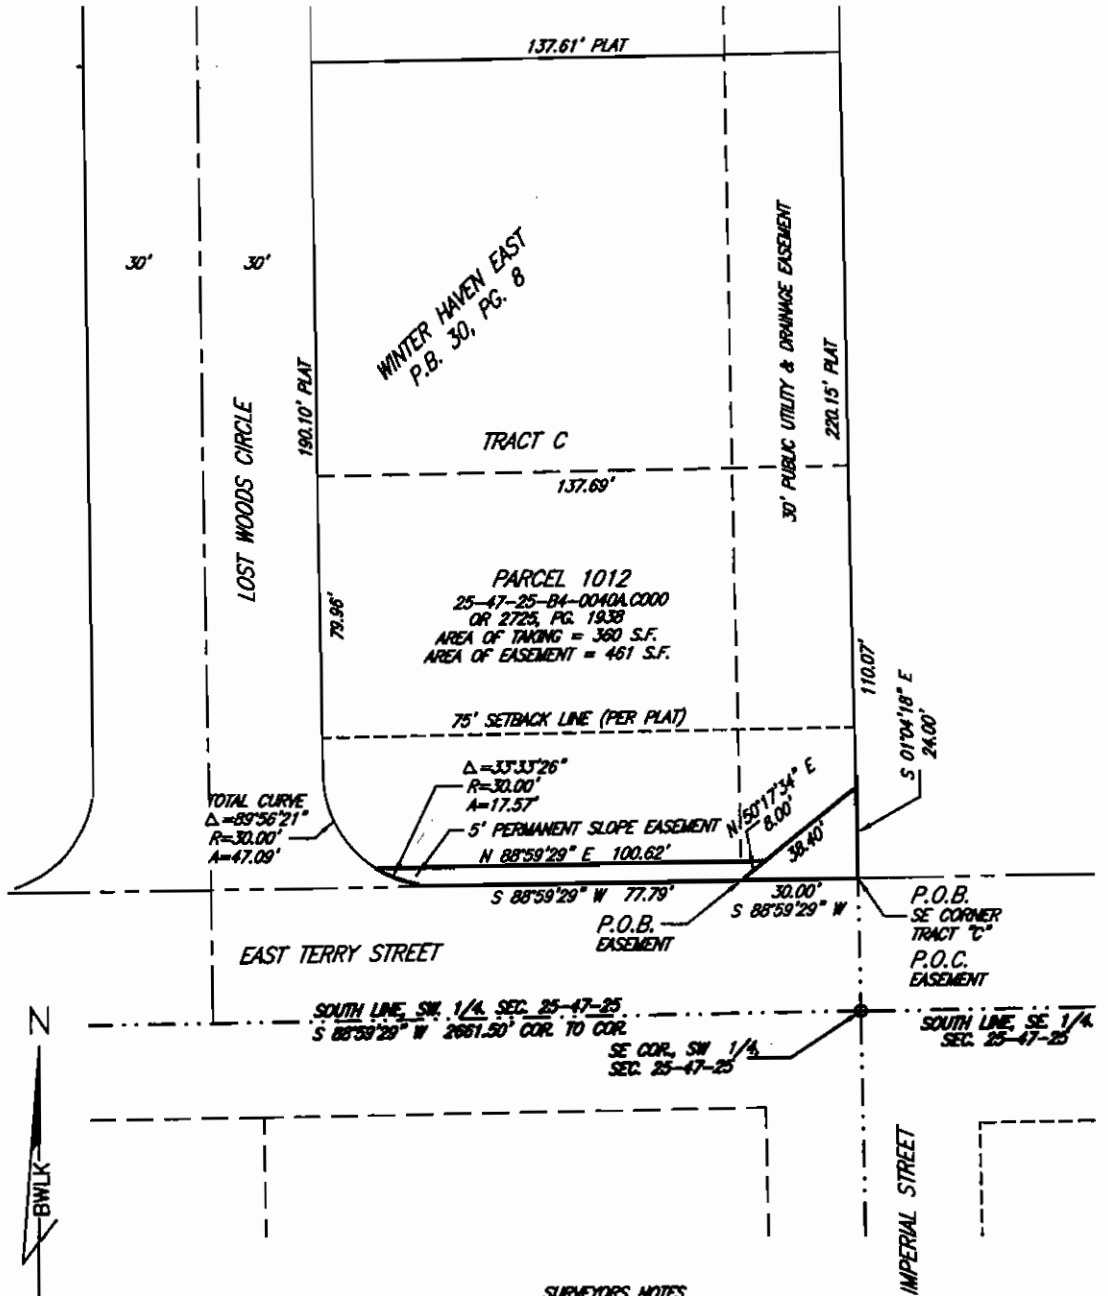 137.61' PLAT
30'
30'
WINTER HAVEN EAST
P.B. 30, PG. 8
30' PUBLIC UTILITY & DRAINAGE EASEMENT
190.10' PLAT
220.15' PLAT
LOST WOODS CIRCLE
TRACT C
137.69'
PARCEL 1012
25-47-25-B4-0040A.C000
OR 2725, PG. 1938
AREA OF TAKING = 360 S.F.
AREA OF EASEMENT = 461 S.F.
79.96'
110.07'
S 01°04'18" E
24.00'
75' SETBACK LINE (PER PLAT)
Δ=33°33'26"
R=30.00'
A=17.57'
N 50°17'34" E
8.00'
38.40'
TOTAL CURVE
Δ=89°56'21"
R=30.00'
A=47.09'
5' PERMANENT SLOPE EASEMENT
N 88°59'29" E 100.62'
S 88°59'29" W 77.79'
30.00'
S 88°59'29" W
P.O.B.
EASEMENT
P.O.B.
SE CORNER
TRACT "C"
P.O.C.
EASEMENT
EAST TERRY STREET
SOUTH LINE, SW. 1/4. SEC. 25-47-25
S 88°59'29" W 2661.50' COR. TO COR.
SOUTH LINE, SE. 1/4.
SEC. 25-47-25
SE COR., SW 1/4,
SEC. 25-47-25
N
BWLK
IMPERIAL STREET
SURVEYORS NOTES